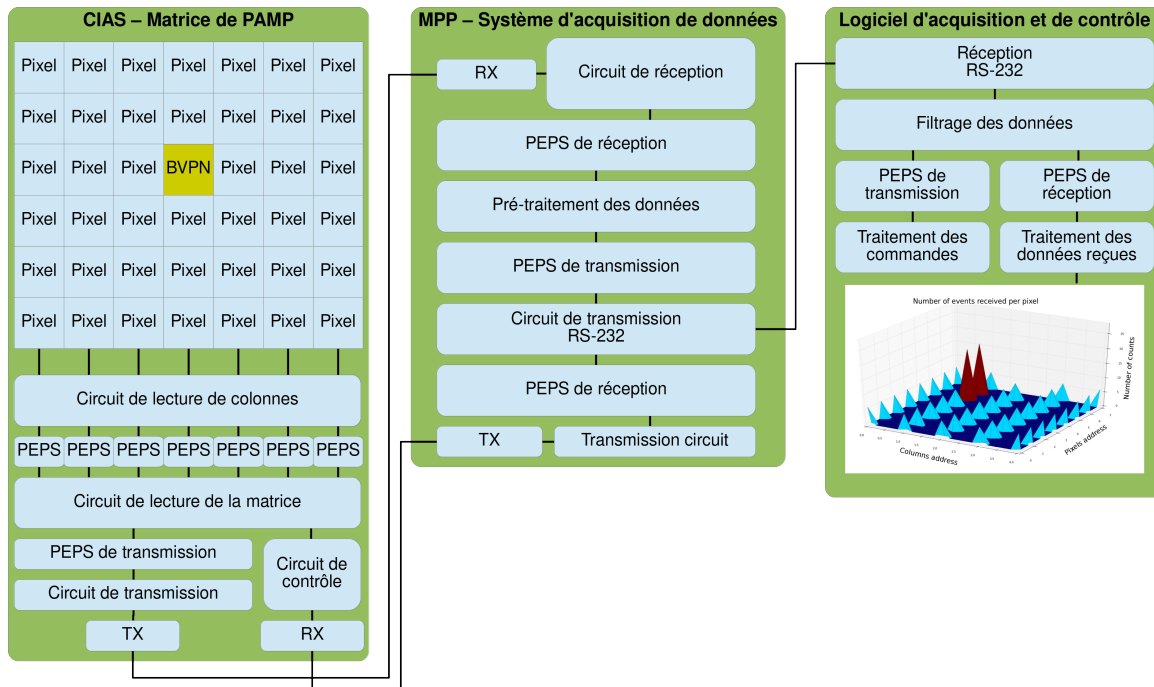 CIAS – Matrice de PAMP
Pixel Pixel Pixel Pixel Pixel Pixel Pixel
Pixel Pixel Pixel Pixel Pixel Pixel Pixel
Pixel Pixel Pixel BVPN Pixel Pixel Pixel
Pixel Pixel Pixel Pixel Pixel Pixel Pixel
Pixel Pixel Pixel Pixel Pixel Pixel Pixel
Pixel Pixel Pixel Pixel Pixel Pixel Pixel
Circuit de lecture de colonnes
PEPS PEPS PEPS PEPS PEPS PEPS PEPS
Circuit de lecture de la matrice
PEPS de transmission
Circuit de transmission
Circuit de
contrôle
TX
RX
MPP – Système d'acquisition de données
RX
Circuit de réception
PEPS de réception
Pré-traitement des données
PEPS de transmission
Circuit de transmission
RS-232
PEPS de réception
TX
Transmission circuit
Logiciel d'acquisition et de contrôle
Réception
RS-232
Filtrage des données
PEPS de
transmission
PEPS de
réception
Traitement des
commandes
Traitement des
données reçues
Number of events received per pixel
Number of counts
Pixels address
Columns address